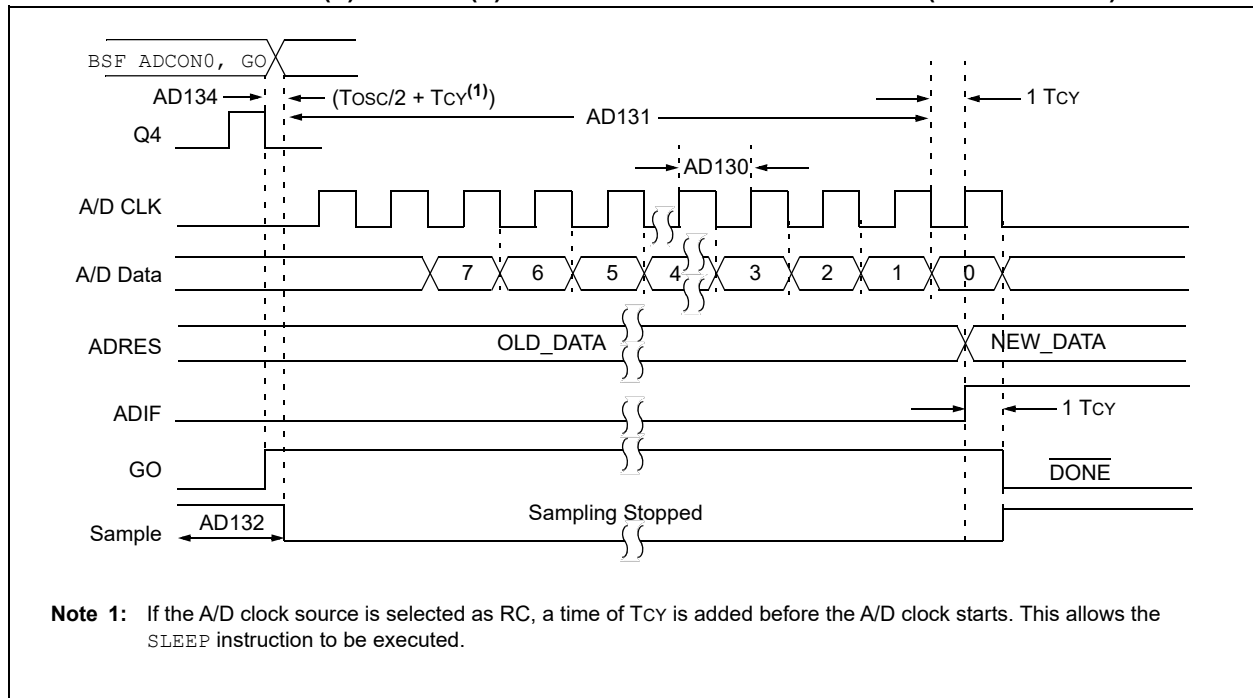 BSF ADCON0, GO
AD134
(TOSC/2 + TCY(1))
1 TCY
AD131
Q4
AD130
A/D CLK
A/D Data
7
6
5
4
3
2
1
0
ADRES
OLD_DATA
NEW_DATA
ADIF
1 TCY
GO
DONE
AD132
Sampling Stopped
Sample
Note 1: If the A/D clock source is selected as RC, a time of TCY is added before the A/D clock starts. This allows the
SLEEP instruction to be executed.